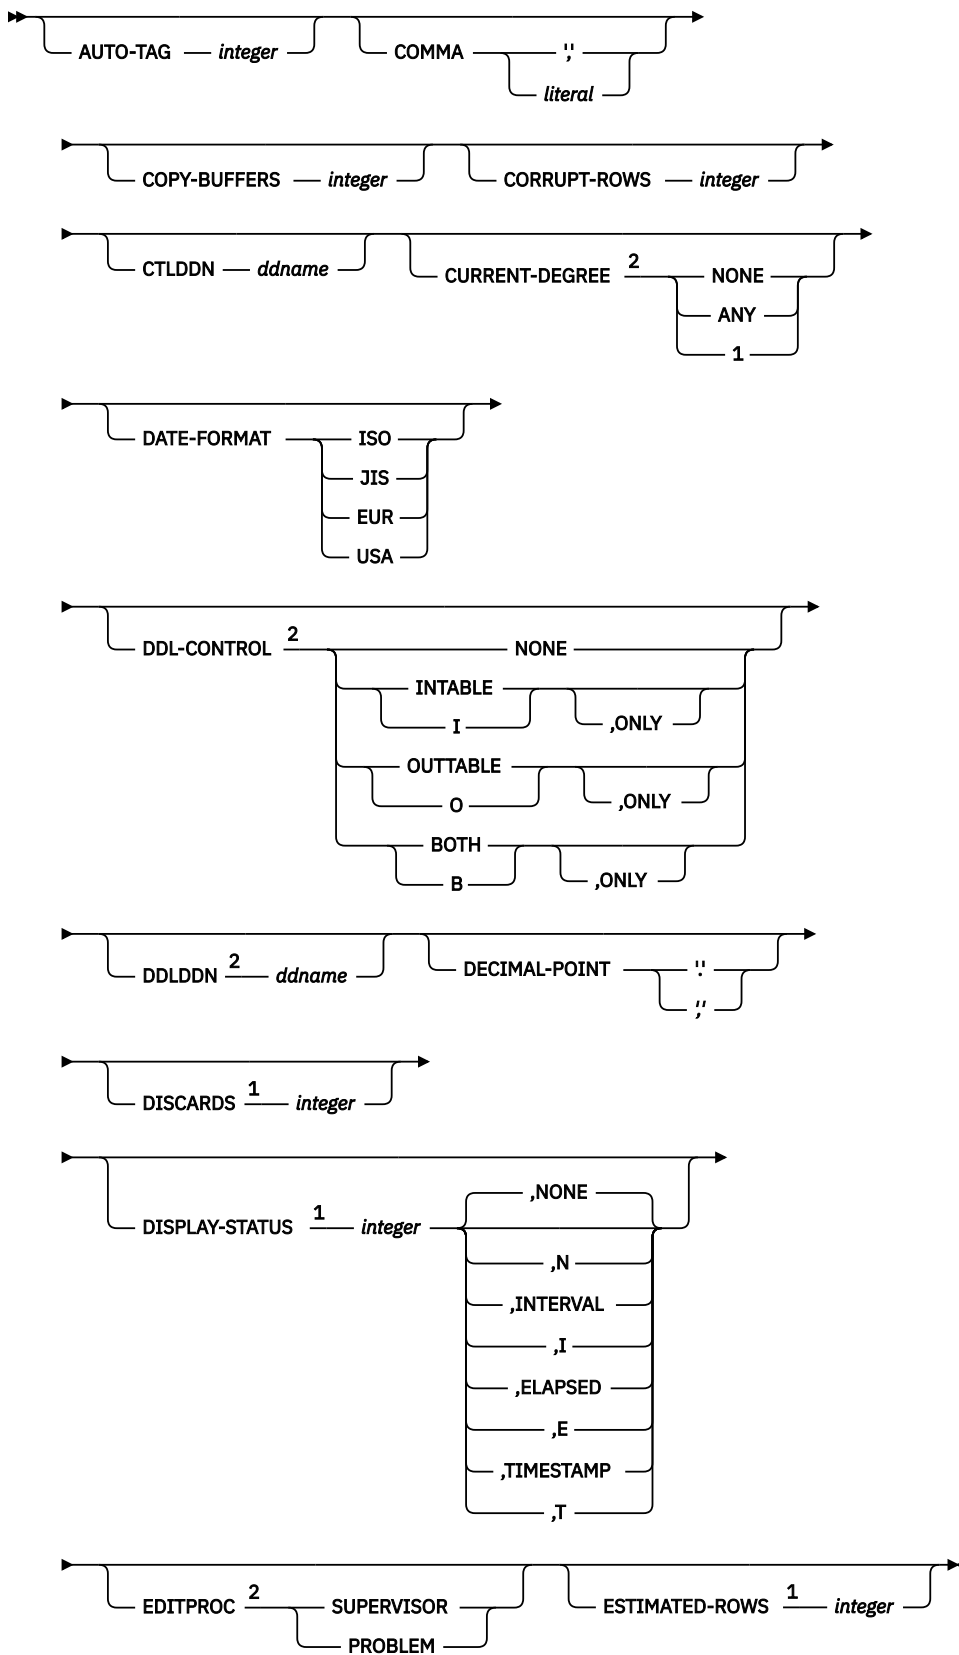 AUTO-TAG integer COMMA ','
literal
COPY-BUFFERS integer CORRUPT-ROWS integer
CTLDDN ddname CURRENT-DEGREE 2 NONE
ANY
1
DATE-FORMAT ISO
JIS
EUR
USA
DDL-CONTROL 2 NONE
INTABLE
I ,ONLY
OUTTABLE
O ,ONLY
BOTH
B ,ONLY
DDLDDN 2 ddname DECIMAL-POINT '.'
','
DISCARDS 1 integer
,NONE
DISPLAY-STATUS 1 integer
,N
,INTERVAL
,I
,ELAPSED
,E
,TIMESTAMP
,T
EDITPROC 2 SUPERVISOR ESTIMATED-ROWS 1 integer
PROBLEM